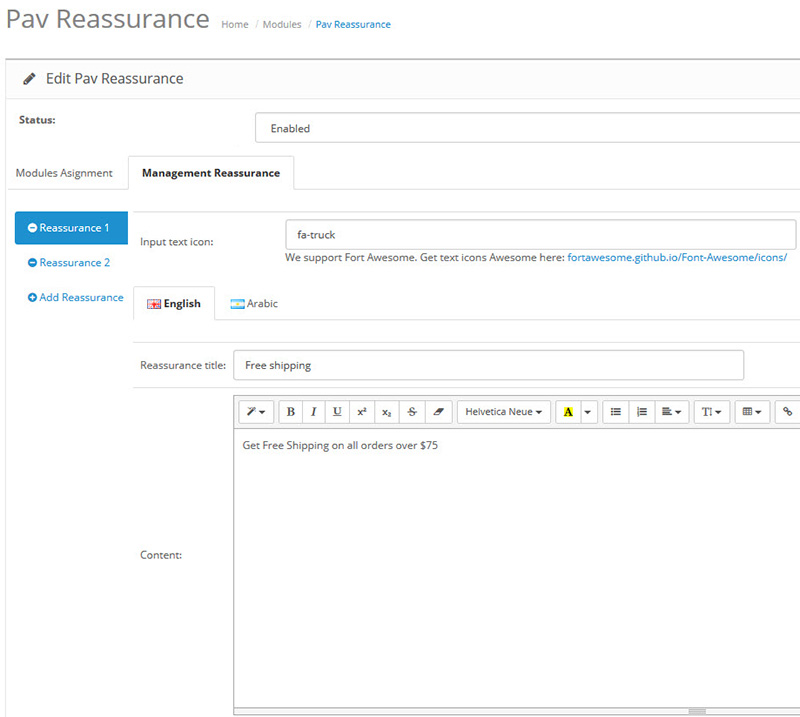 Pav Reassurance Home / Modules / Pav Reassurance
Edit Pav Reassurance
Status: Enabled
Modules Asignment Management Reassurance
Reassurance 1
Reassurance 2
Add Reassurance
Input text icon: fa-truck
We support Fort Awesome. Get text icons Awesome here: fortawesome.github.io/Font-Awesome/icons/
English Arabic
Reassurance title: Free shipping
B I U x² x₂ S Helvetica Neue A T
Get Free Shipping on all orders over $75
Content: